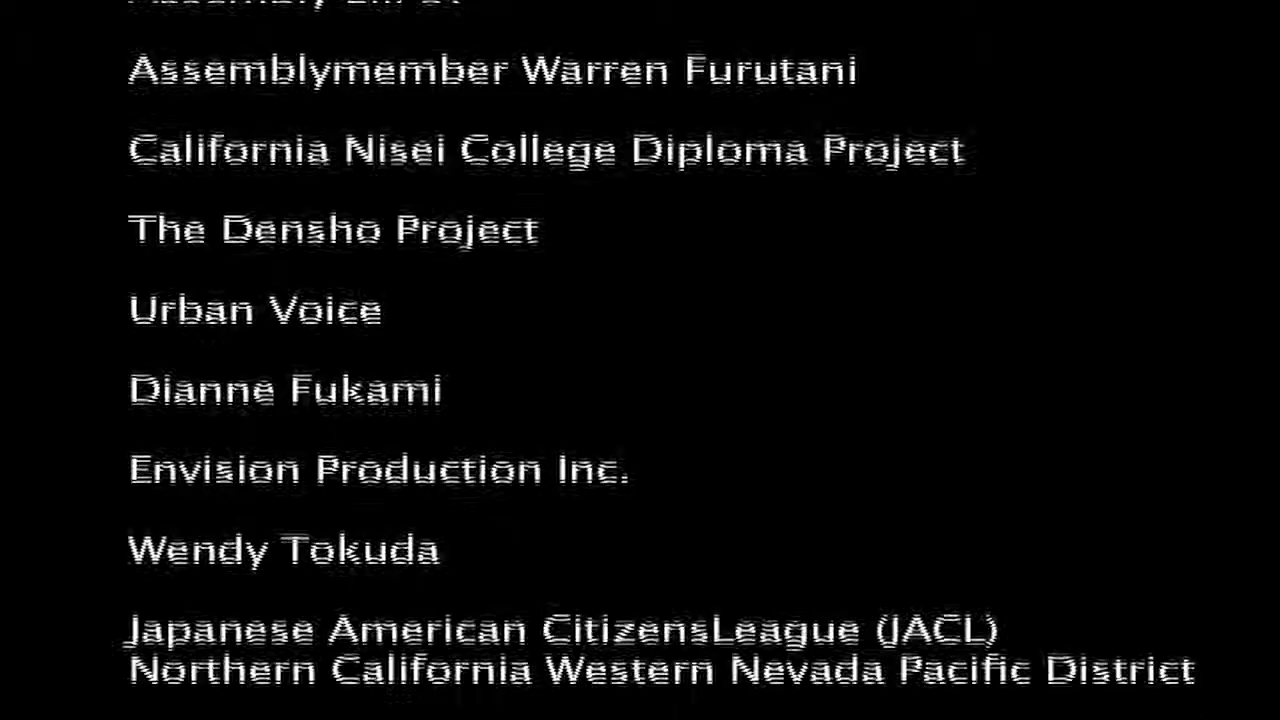 Assemblymember Warren Furutani
California Nisei College Diploma Project
The Densho Project
Urban Voice
Dianne Fukami
Envision Production Inc.
Wendy Tokuda
Japanese American CitizensLeague (JACL)
Northern California Western Nevada Pacific District